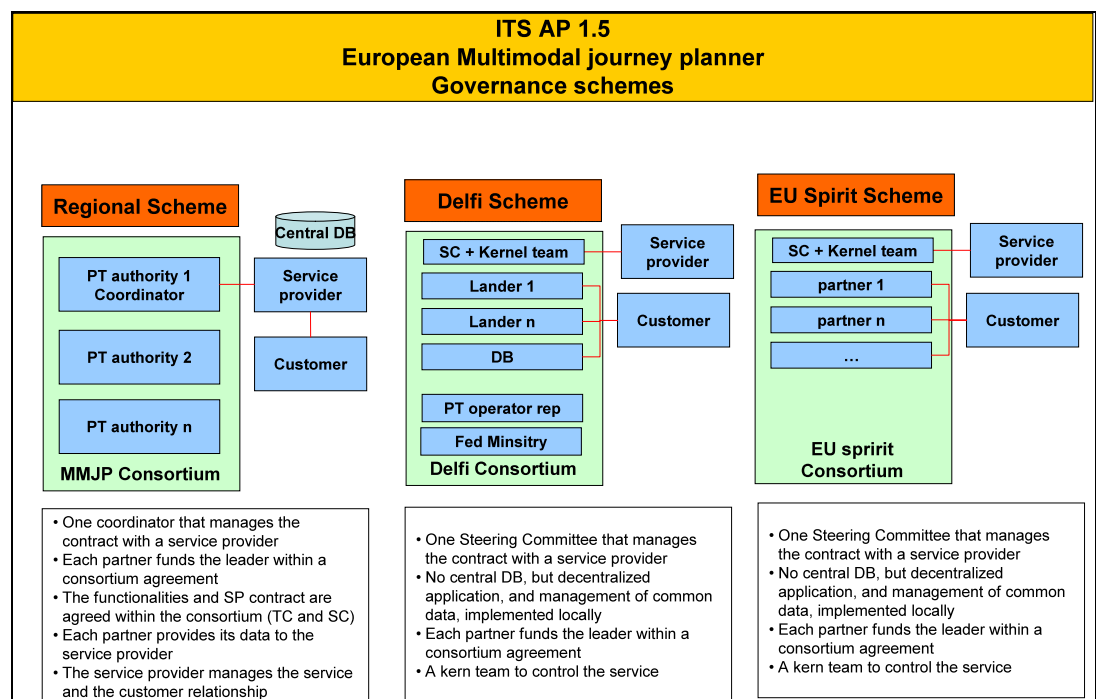 ITS AP 1.5
European Multimodal journey planner
Governance schemes
Regional Scheme
Central DB
PT authority 1
Coordinator
Service
provider
PT authority 2
Customer
PT authority n
MMJP Consortium
• One coordinator that manages the
contract with a service provider
• Each partner funds the leader within a
consortium agreement
• The functionalities and SP contract are
agreed within the consortium (TC and SC)
• Each partner provides its data to the
service provider
• The service provider manages the service
and the customer relationship
Delfi Scheme
SC + Kernel team
Service
provider
Lander 1
Lander n
Customer
DB
PT operator rep
Fed Minsitry
Delfi Consortium
• One Steering Committee that manages
the contract with a service provider
• No central DB, but decentralized
application, and management of common
data, implemented locally
• Each partner funds the leader within a
consortium agreement
• A kern team to control the service
EU Spirit Scheme
SC + Kernel team
Service
provider
partner 1
partner n
Customer
...
EU spririt
Consortium
• One Steering Committee that manages
the contract with a service provider
• No central DB, but decentralized
application, and management of common
data, implemented locally
• Each partner funds the leader within a
consortium agreement
• A kern team to control the service